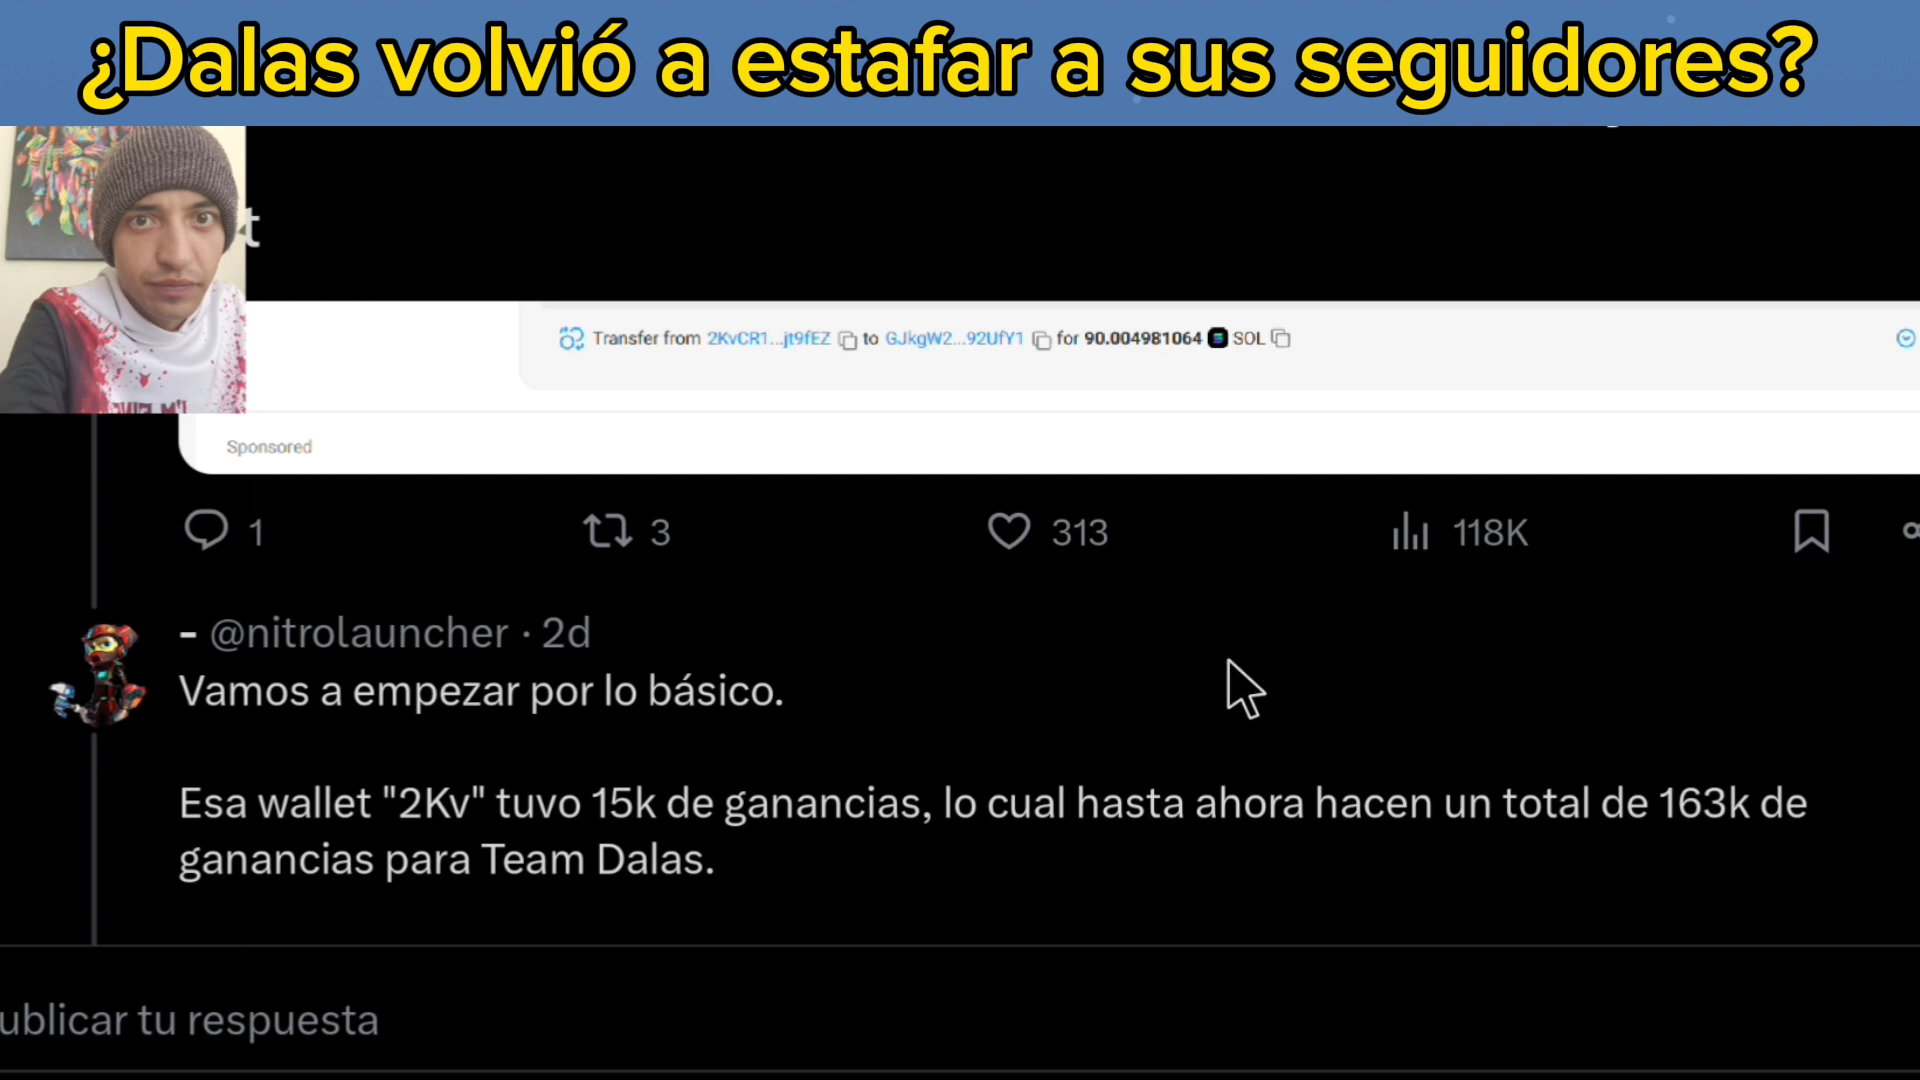 ¿Dalas volvió a estafar a sus seguidores?
t
Transfer from 2KvCR1...jt9fEZ to GJkgW2...92UfY1 for 90.004981064 SOL
Sponsored
1 3 313 118K
- @nitrolauncher · 2d
Vamos a empezar por lo básico.
Esa wallet "2Kv" tuvo 15k de ganancias, lo cual hasta ahora hacen un total de 163k de
ganancias para Team Dalas.
ublicar tu respuesta